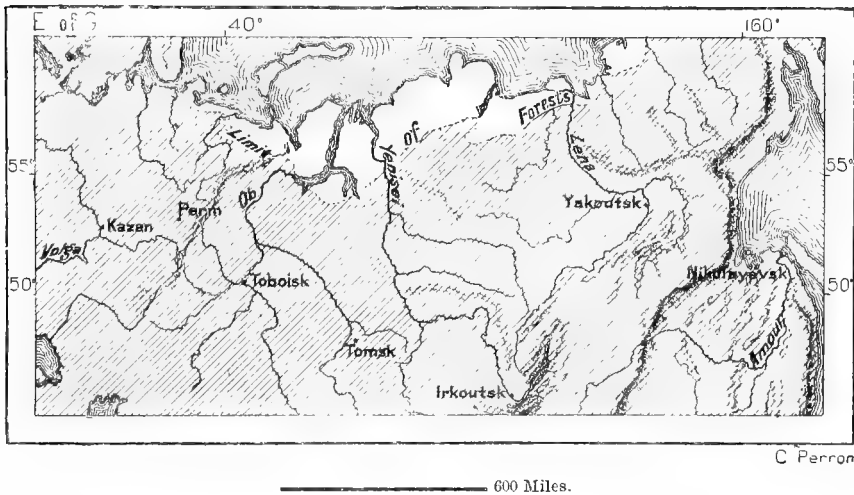 E of G 40° 160°
Limit of Forests
Lena
Yenisei
55° 55°
Ob
Perm
Yakoutsk
Kazan
Volga
Nikolayevsk
50° 50°
Tobolsk
Amour
Tomsk
Irkoutsk
C Perron
600 Miles.